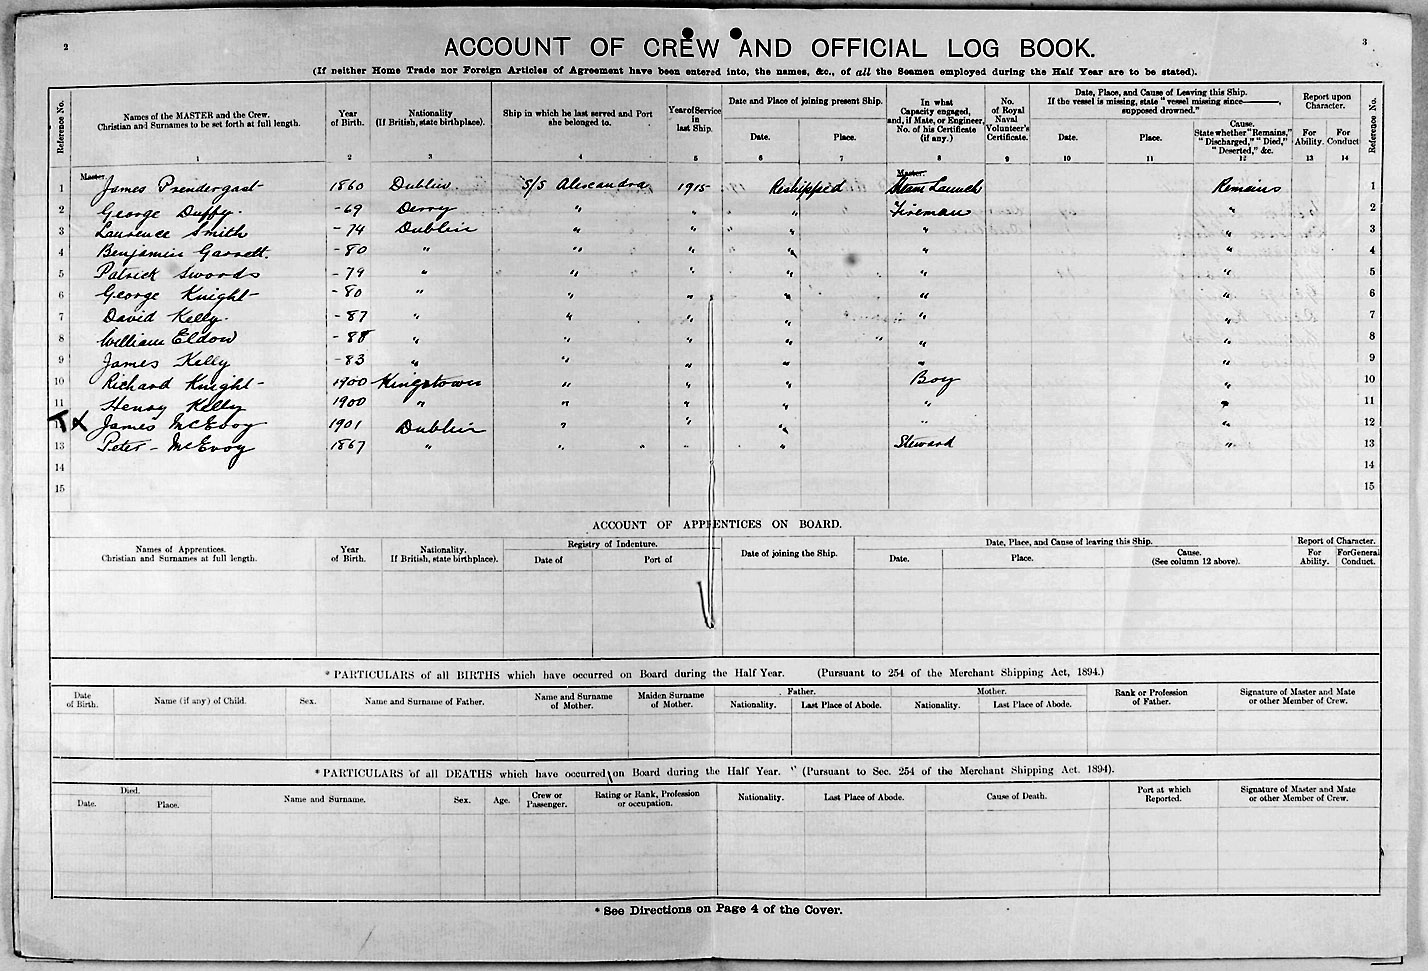 2
3
ACCOUNT OF CREW AND OFFICIAL LOG BOOK.
(If neither Home Trade nor Foreign Articles of Agreement have been entered into, the names, &c., of all the Seamen employed during the Half Year are to be stated).
Reference No.
Names of the MASTER and the Crew.
Christian and Surnames to be set forth at full length.
Year
of Birth.
Nationality
(If British, state birthplace).
Ship in which he last served and Port
she belonged to.
Year of Service
in
last Ship.
Date and Place of joining present Ship.
Date.
Place.
In what
Capacity engaged,
and, if Mate, or Engineer,
No. of his Certificate
(if any.)
No.
of Royal
Naval
Volunteer's
Certificate.
Date, Place, and Cause of Leaving this Ship.
If the vessel is missing, state "vessel missing since———,
supposed drowned."
Date.
Place.
Cause.
State whether "Remains,"
"Discharged," "Died,"
"Deserted," &c.
Report upon
Character.
For
Ability.
For
Conduct
Reference No.
1 2 3 4 5 6 7 8 9 10 11 12 13 14
Master. Master.
1 James Prendergast 1860 Dublin S/S Alexandra 1915 Reshipped Steam Launch Remains 1
2 George Duffy. -69 Derry " " " " Fireman " 2
3 Laurence Smith -74 Dublin " " " " " " 3
4 Benjamin Garrett. -80 " " " " " " 4
5 Patrick Swords -79 " " " " " " 5
6 George Knight -80 " " " " " " 6
7 David Kelly. -87 " " " " " " 7
8 William Eldon -88 " " " " " " 8
9 James Kelly -83 " " " " " " 9
10 Richard Knight 1900 Kingstown " " " Boy " 10
11 Henry Kelly 1900 " " " " " " 11
X James McEvoy 1901 Dublin " " " " " 12
13 Peter McEvoy 1867 " " " " " Steward " 13
14 14
15 15
ACCOUNT OF APPRENTICES ON BOARD.
Names of Apprentices.
Christian and Surnames at full length.
Year
of Birth.
Nationality.
(If British, state birthplace).
Registry of Indenture.
Date of
Port of
Date of joining the Ship.
Date, Place, and Cause of leaving this Ship.
Date.
Place.
Cause.
(See column 12 above).
Report of Character.
For
Ability.
For General
Conduct.
* PARTICULARS of all BIRTHS which have occurred on Board during the Half Year. (Pursuant to 254 of the Merchant Shipping Act, 1894.)
Date
of Birth.
Name (if any) of Child.
Sex.
Name and Surname of Father.
Name and Surname
of Mother.
Maiden Surname
of Mother.
Father.
Nationality.
Last Place of Abode.
Mother.
Nationality.
Last Place of Abode.
Rank or Profession
of Father.
Signature of Master and Mate
or other Member of Crew.
* PARTICULARS of all DEATHS which have occurred on Board during the Half Year. (Pursuant to Sec. 254 of the Merchant Shipping Act. 1894).
Died.
Date.
Place.
Name and Surname.
Sex.
Age.
Crew or
Passenger.
Rating or Rank, Profession
or occupation.
Nationality.
Last Place of Abode.
Cause of Death.
Port at which
Reported.
Signature of Master and Mate
or other Member of Crew.
* See Directions on Page 4 of the Cover.